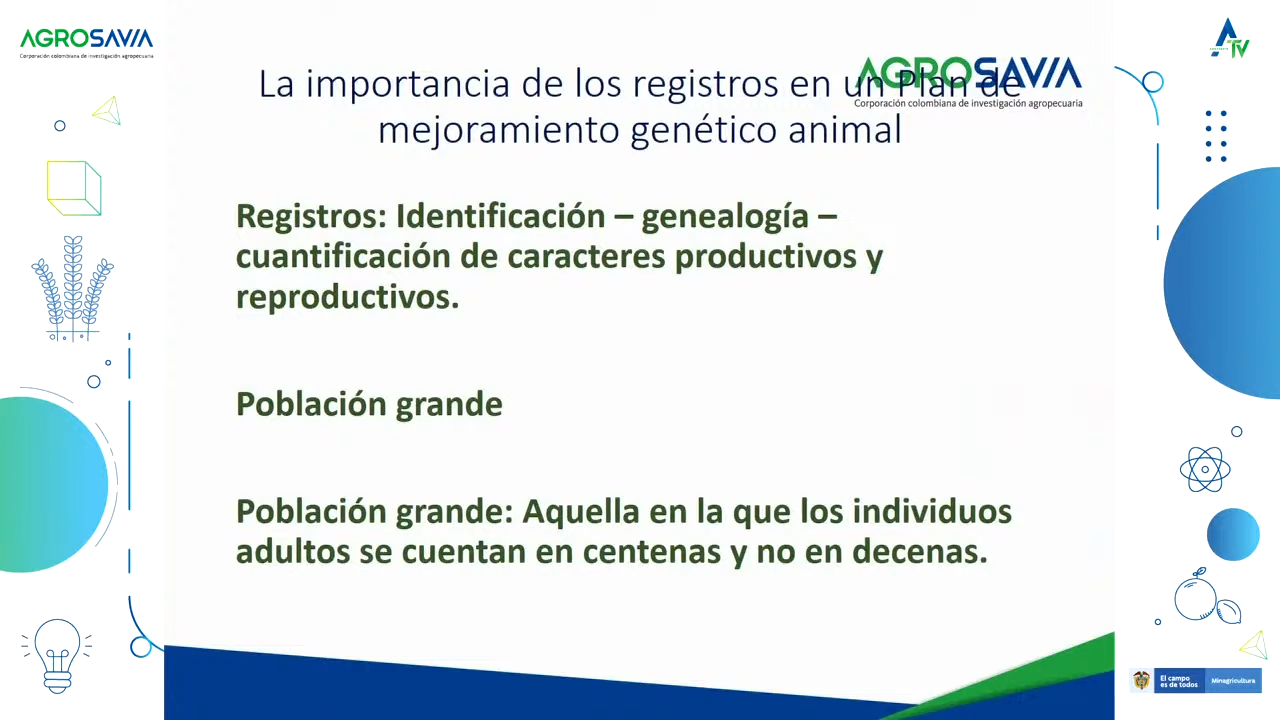 AGROSAVIA
Corporación colombiana de investigación agropecuaria
ATV
AGROSAVIA
Corporación colombiana de investigación agropecuaria
La importancia de los registros en un Plan de
mejoramiento genético animal
Registros: Identificación – genealogía –
cuantificación de caracteres productivos y
reproductivos.
Población grande
Población grande: Aquella en la que los individuos
adultos se cuentan en centenas y no en decenas.
El campo
es de todos
Minagricultura